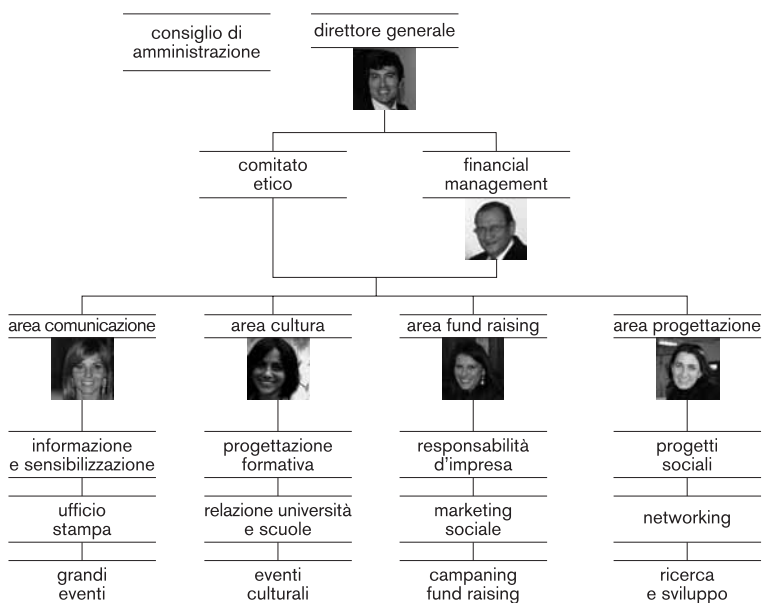 consiglio di
amministrazione
direttore generale
comitato
etico
financial
management
area comunicazione
area cultura
area fund raising
area progettazione
informazione
e sensibilizzazione
progettazione
formativa
responsabilità
d'impresa
progetti
sociali
ufficio
stampa
relazione università
e scuole
marketing
sociale
networking
grandi
eventi
eventi
culturali
campaning
fund raising
ricerca
e sviluppo